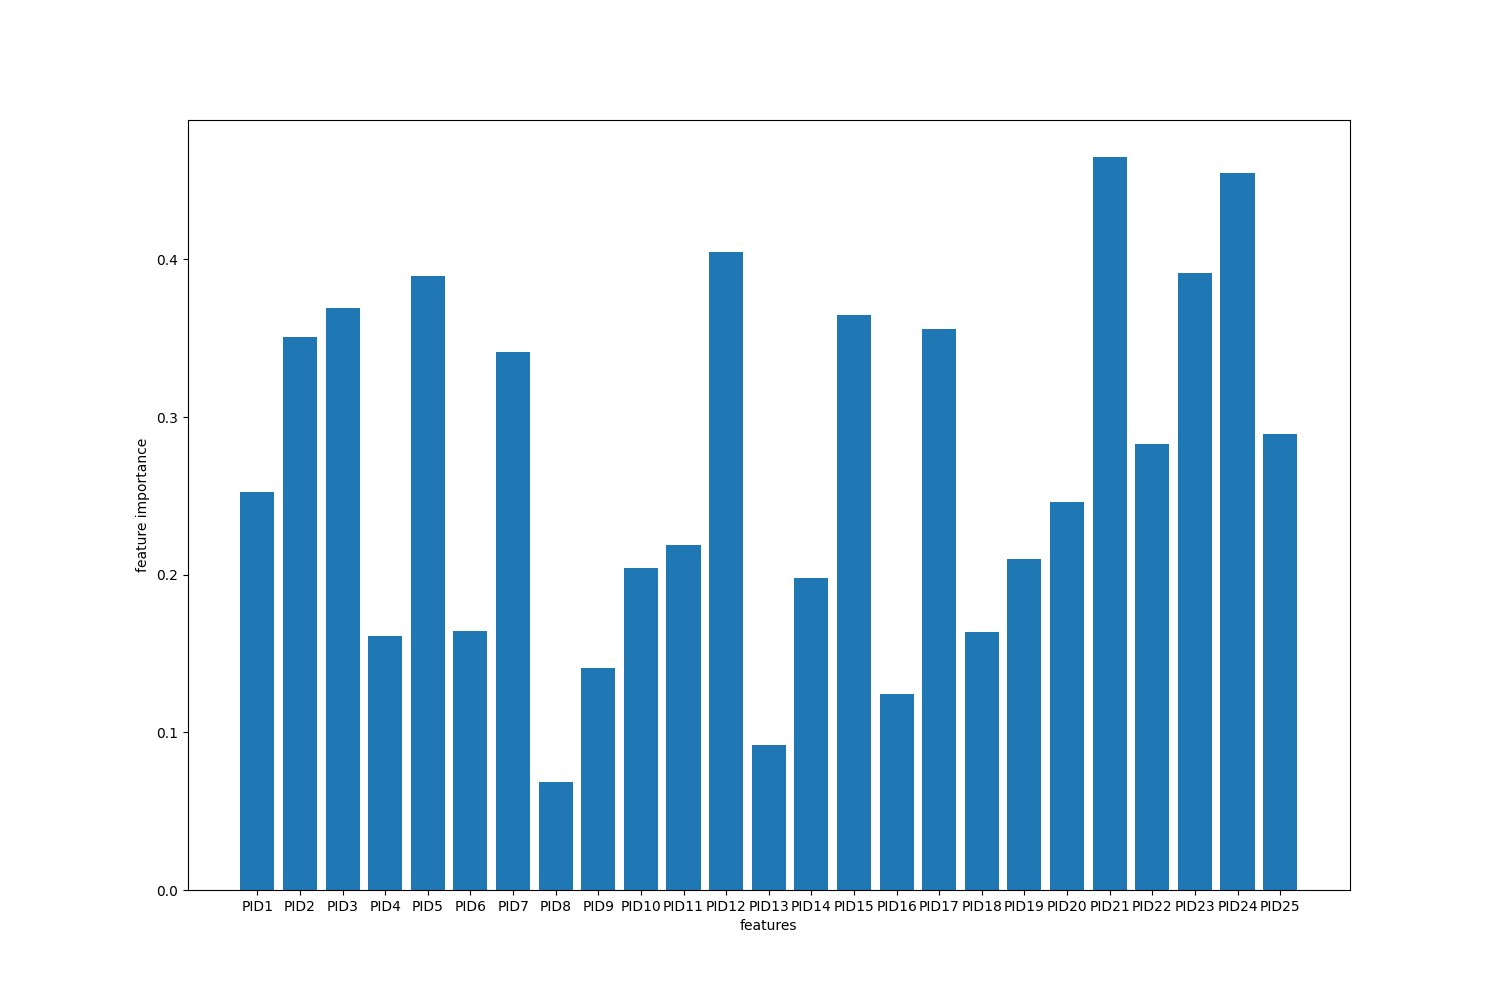 feature importance
0.4
0.3
0.2
0.1
0.0
PID1 PID2 PID3 PID4 PID5 PID6 PID7 PID8 PID9 PID10 PID11 PID12 PID13 PID14 PID15 PID16 PID17 PID18 PID19 PID20 PID21 PID22 PID23 PID24 PID25
features